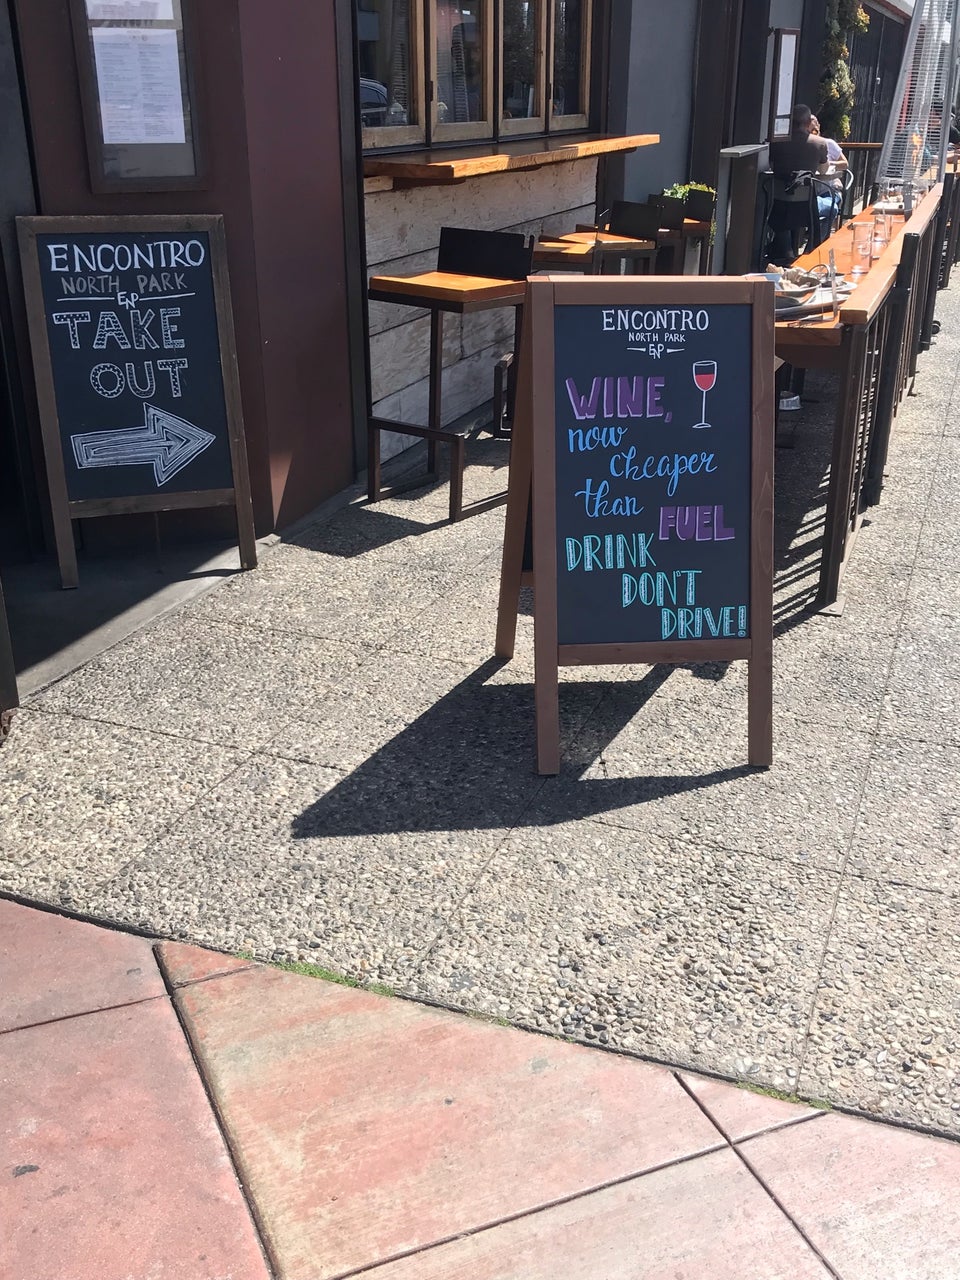 ENCONTRO
NORTH PARK
ENP
TAKE
OUT
ENCONTRO
NORTH PARK
ENP
WINE,
now
cheaper
than
FUEL
DRINK
DON'T
DRIVE!